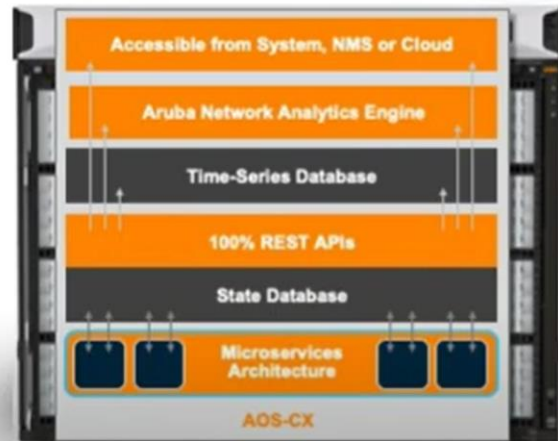 Accessible from System, NMS or Cloud
Aruba Network Analytics Engine
Time-Series Database
100% REST APIs
State Database
Microservices
Architecture
AOS-CX